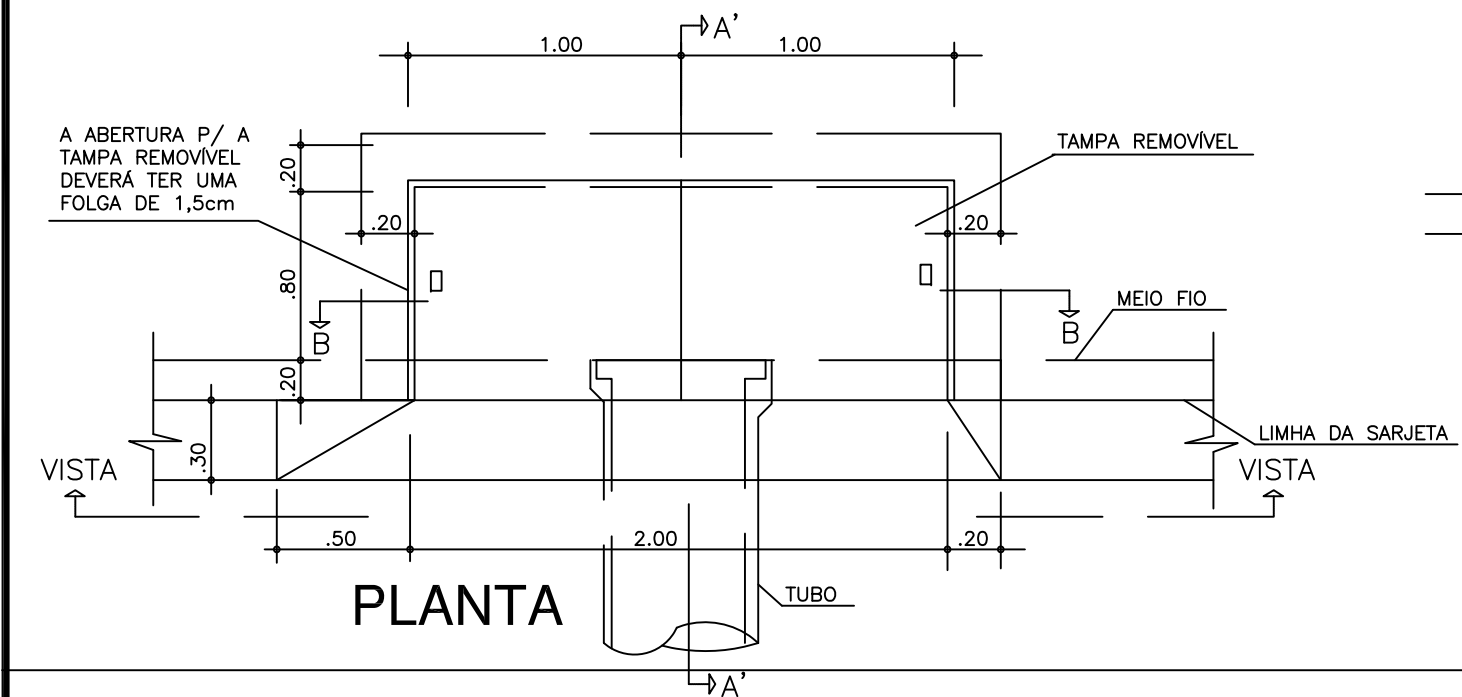 A'
1.00
1.00
A ABERTURA P/ A
TAMPA REMOVÍVEL
DEVERÁ TER UMA
FOLGA DE 1,5cm
TAMPA REMOVÍVEL
.20
.20
.20
.80
MEIO FIO
B
B
.20
LIMHA DA SARJETA
.30
VISTA
VISTA
.50
2.00
.20
PLANTA
TUBO
A'